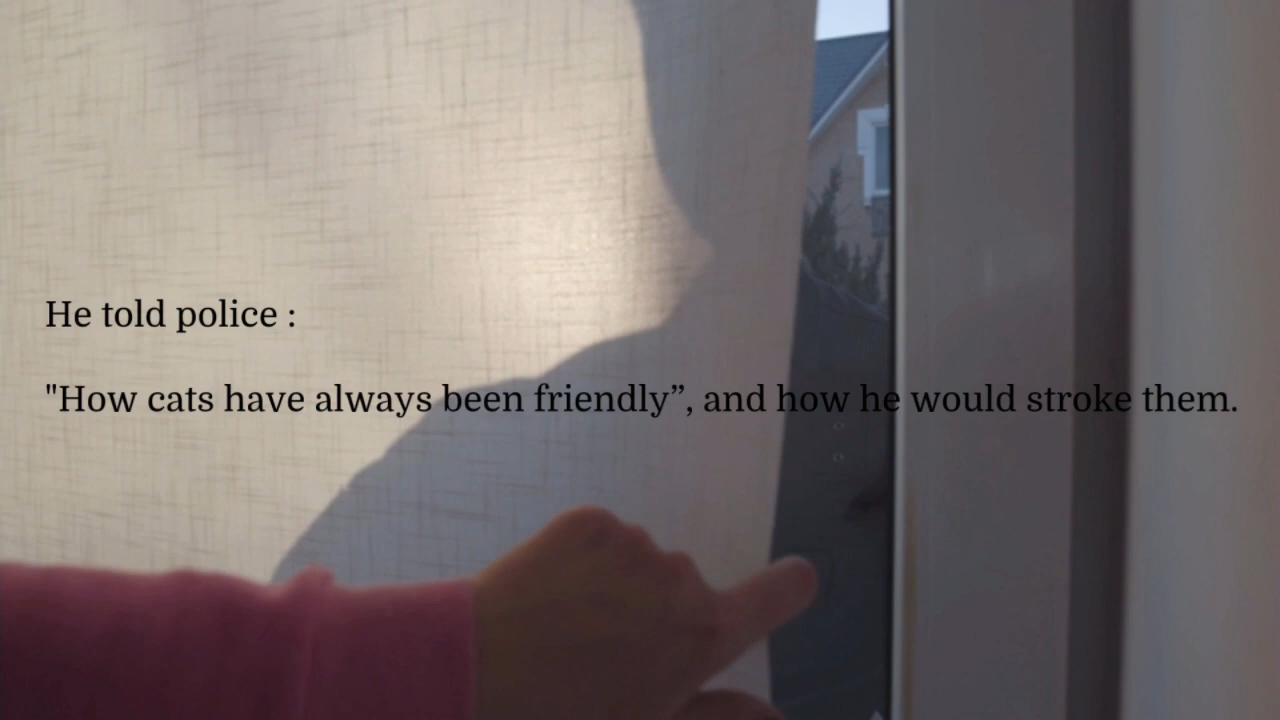 He told police :
"How cats have always been friendly”, and how he would stroke them.